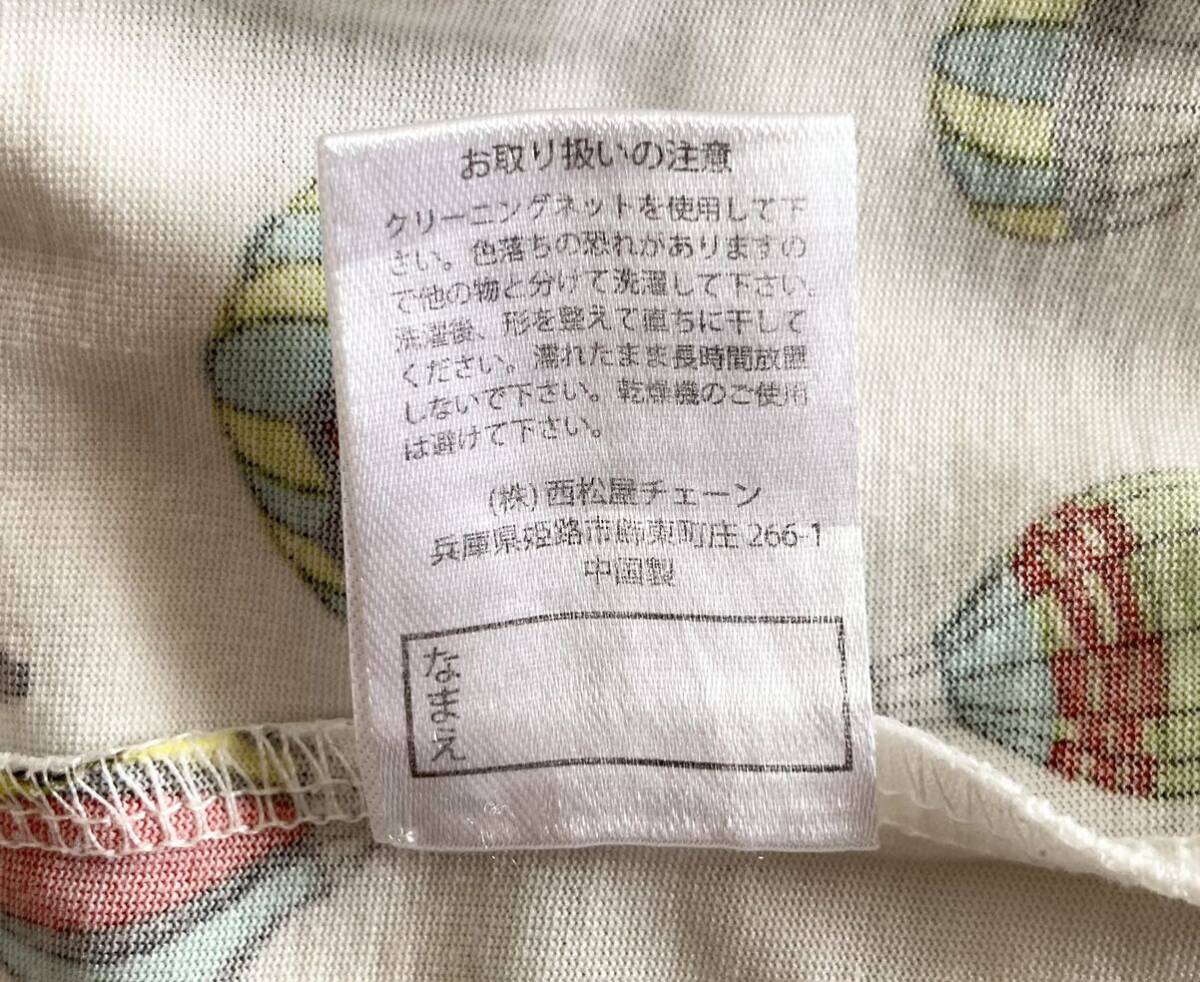 お取り扱いの注意
クリーニングネットを使用して下
さい。色落ちの恐れがありますの
で他の物と分けて洗濯して下さい。
洗濯後、形を整えて直ちに干して
ください。濡れたまま長時間放置
しないで下さい。乾燥機のご使用
は避けて下さい。
(株)西松屋チェーン
兵庫県姫路市飾東町庄 266-1
中国製
なまえ